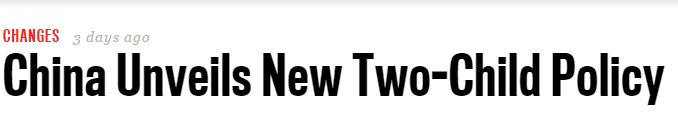 CHANGES 3 days ago
China Unveils New Two-Child Policy